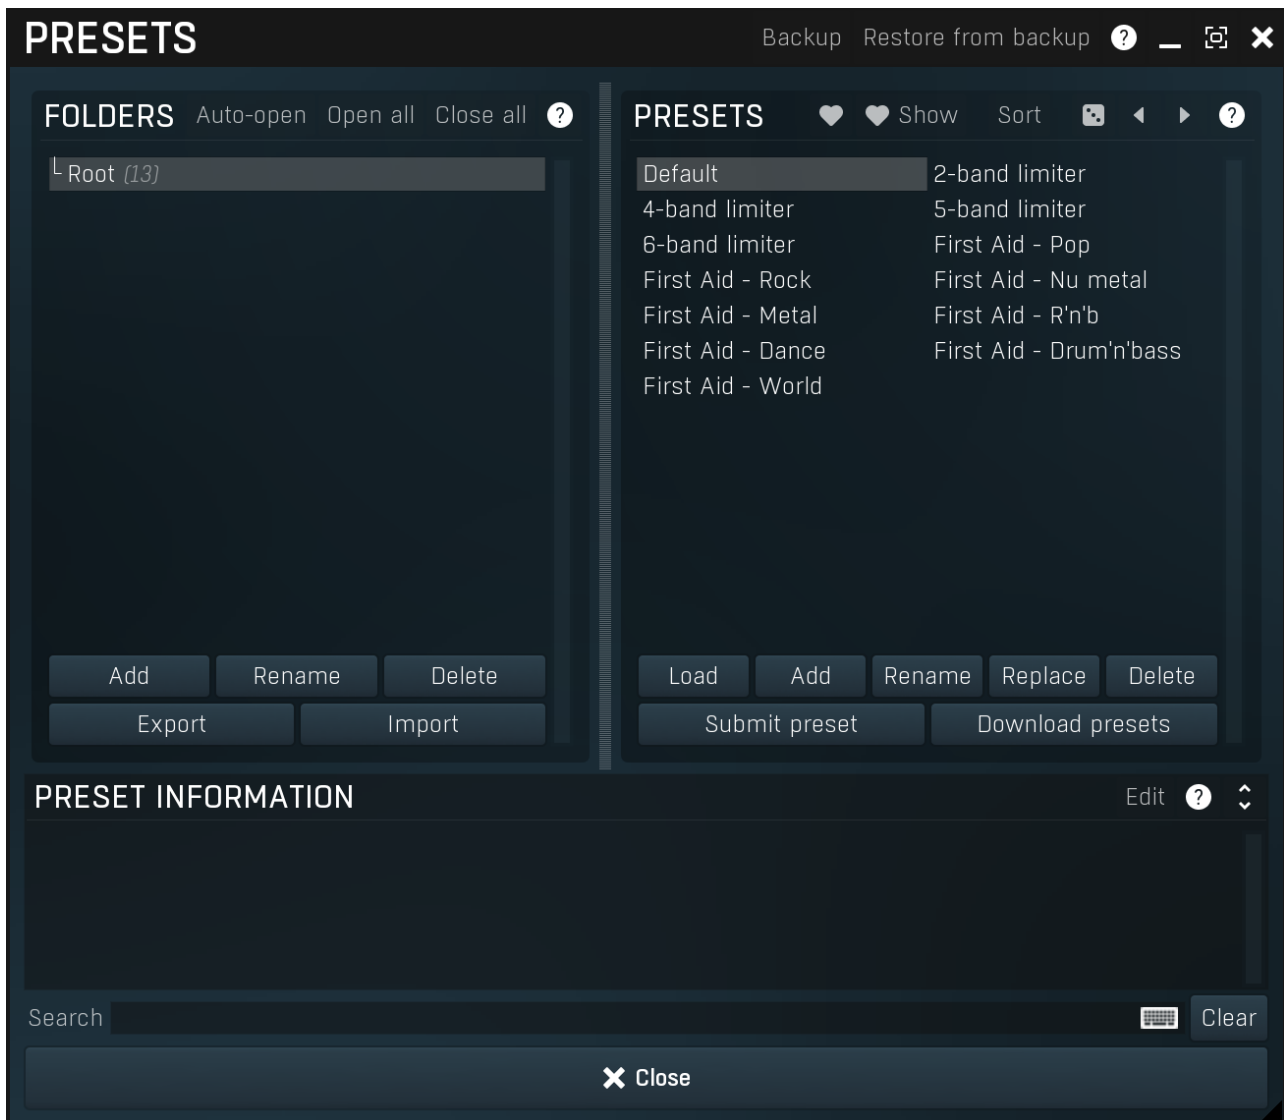 PRESETS Backup Restore from backup ?
FOLDERS Auto-open Open all Close all ?
Root (13)
Add Rename Delete
Export Import
PRESETS Show Sort ?
Default 2-band limiter
4-band limiter 5-band limiter
6-band limiter First Aid - Pop
First Aid - Rock First Aid - Nu metal
First Aid - Metal First Aid - R'n'b
First Aid - Dance First Aid - Drum'n'bass
First Aid - World
Load Add Rename Replace Delete
Submit preset Download presets
PRESET INFORMATION Edit ?
Search Clear
Close